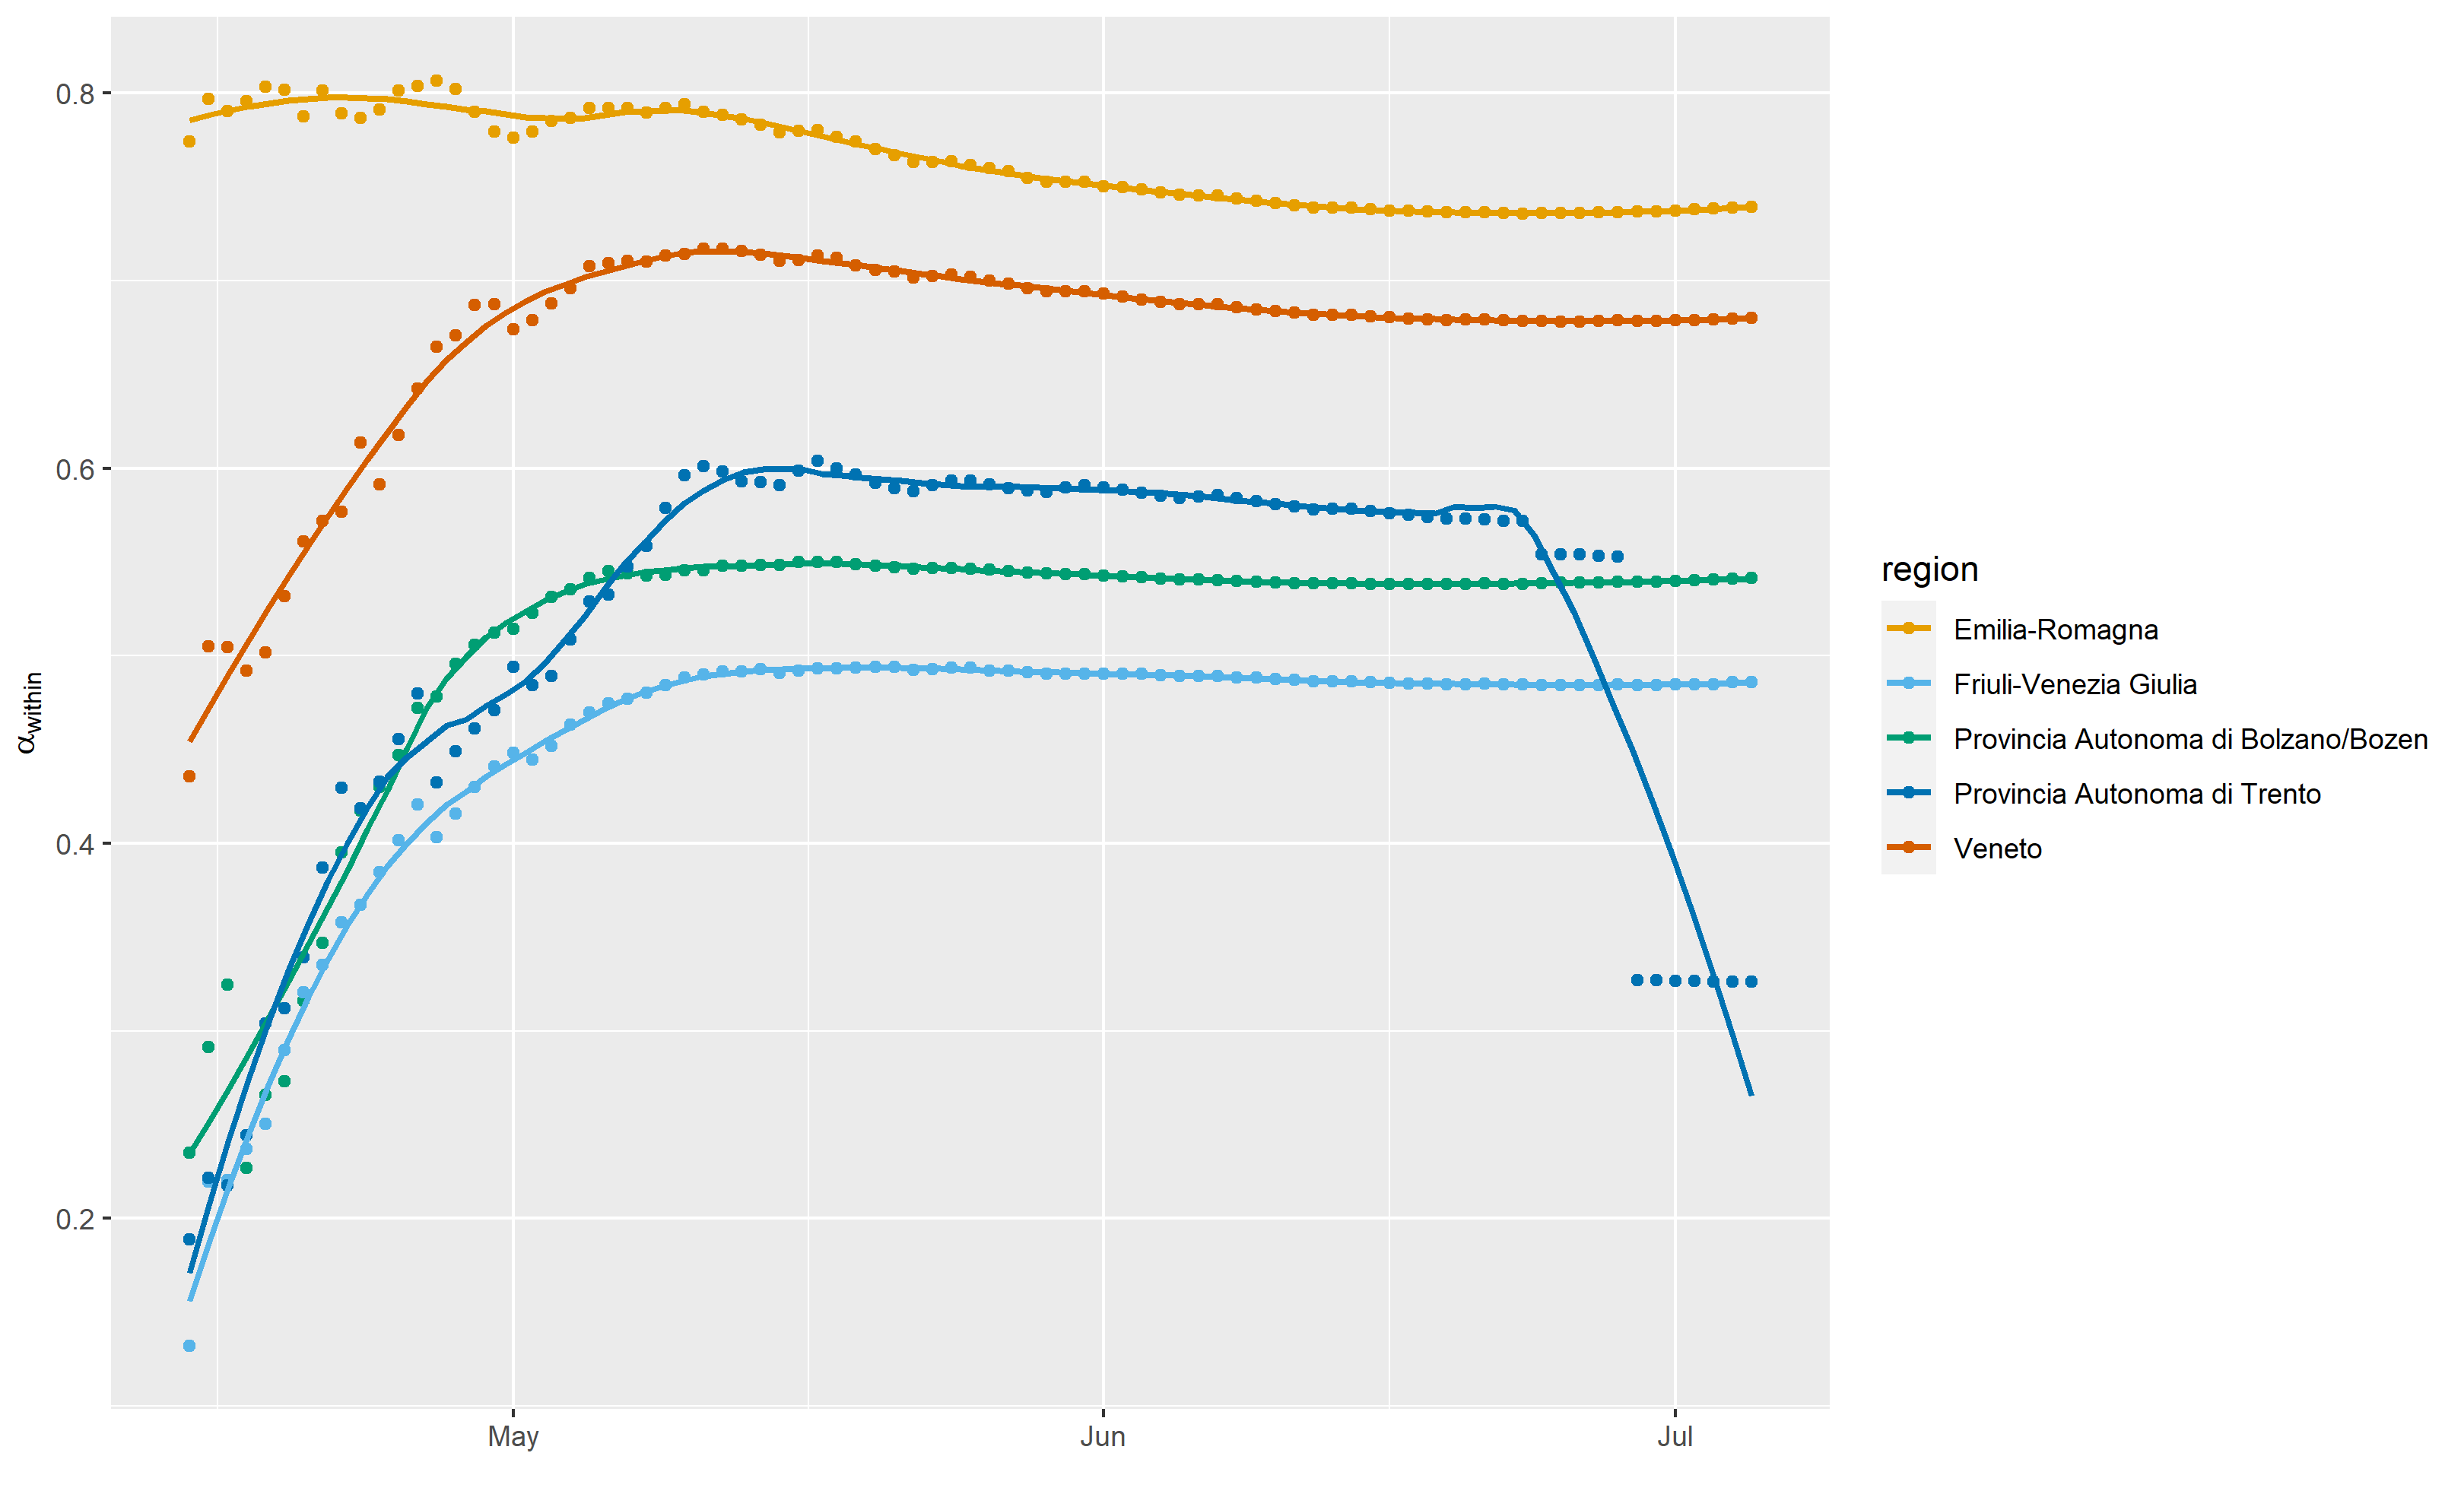 0.8
0.6
0.4
0.2
αwithin
May
Jun
Jul
region
Emilia-Romagna
Friuli-Venezia Giulia
Provincia Autonoma di Bolzano/Bozen
Provincia Autonoma di Trento
Veneto